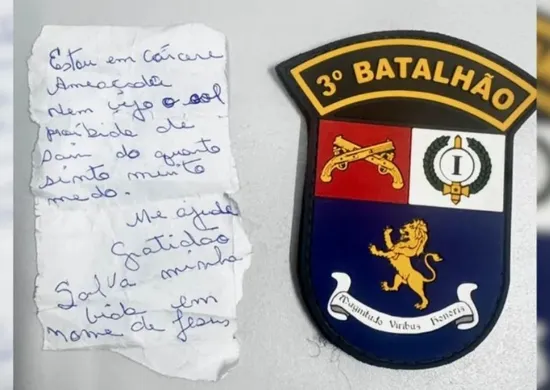 Estou em cárcere
Ameaçada
Nem vejo o sol
proibida de
sair do quarto
sinto muito
medo.
Me ajude
Gratidão
Salva minha
vida em
nome de Jesus
3º BATALHÃO
I
Magnitudo Viribus Honoris